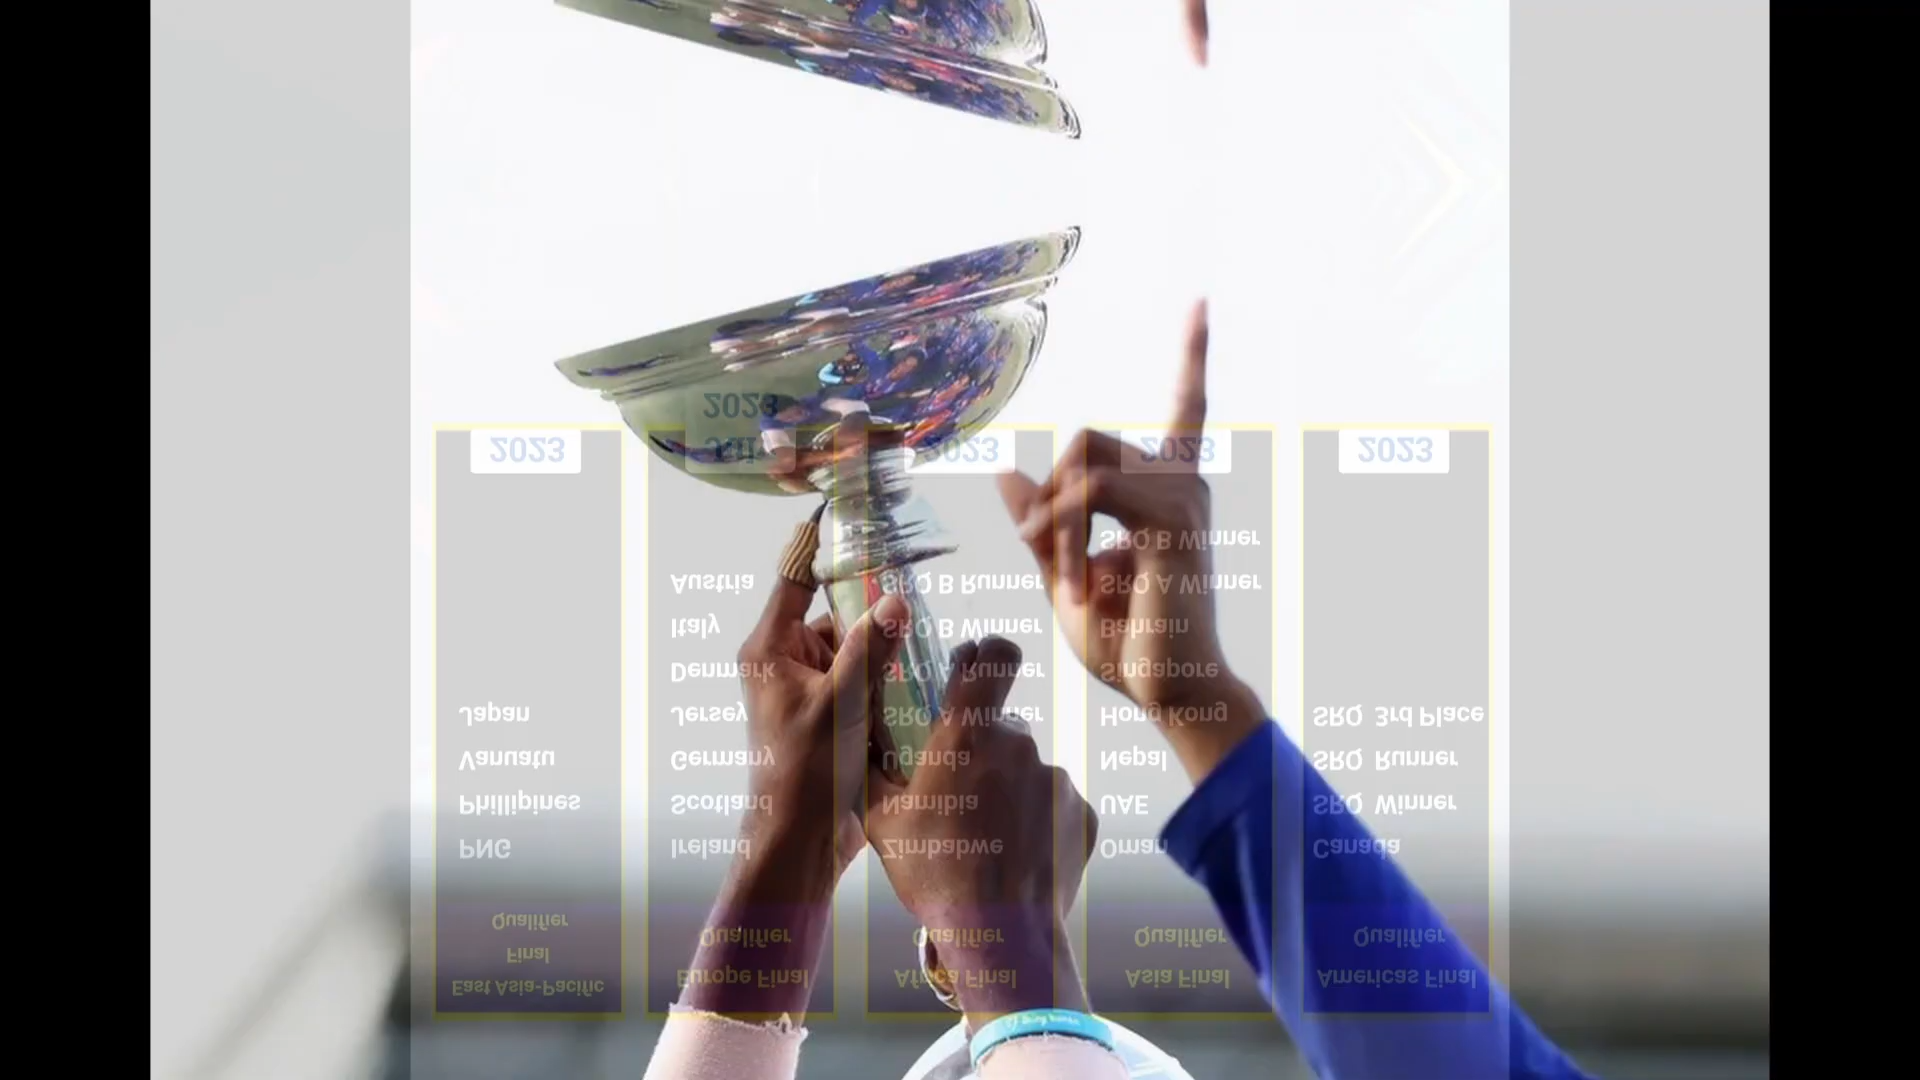 East Asia-Pacific
Final
Qualifier
PNG
Phillipines
Vanuatu
Japan
2023
Europe Final
Qualifier
Ireland
Scotland
Germany
Jersey
Denmark
Italy
Austria
Jul
2023
Africa Final
Qualifier
Zimbabwe
Namibia
Uganda
SRQ A Winner
SRQ A Runner
SRQ B Winner
SRQ B Runner
2023
Asia Final
Qualifier
Oman
UAE
Nepal
Hong Kong
Singapore
Bahrain
SRQ A Winner
SRQ B Winner
2023
Americas Final
Qualifier
Canada
SRQ Winner
SRQ Runner
SRQ 3rd Place
2023